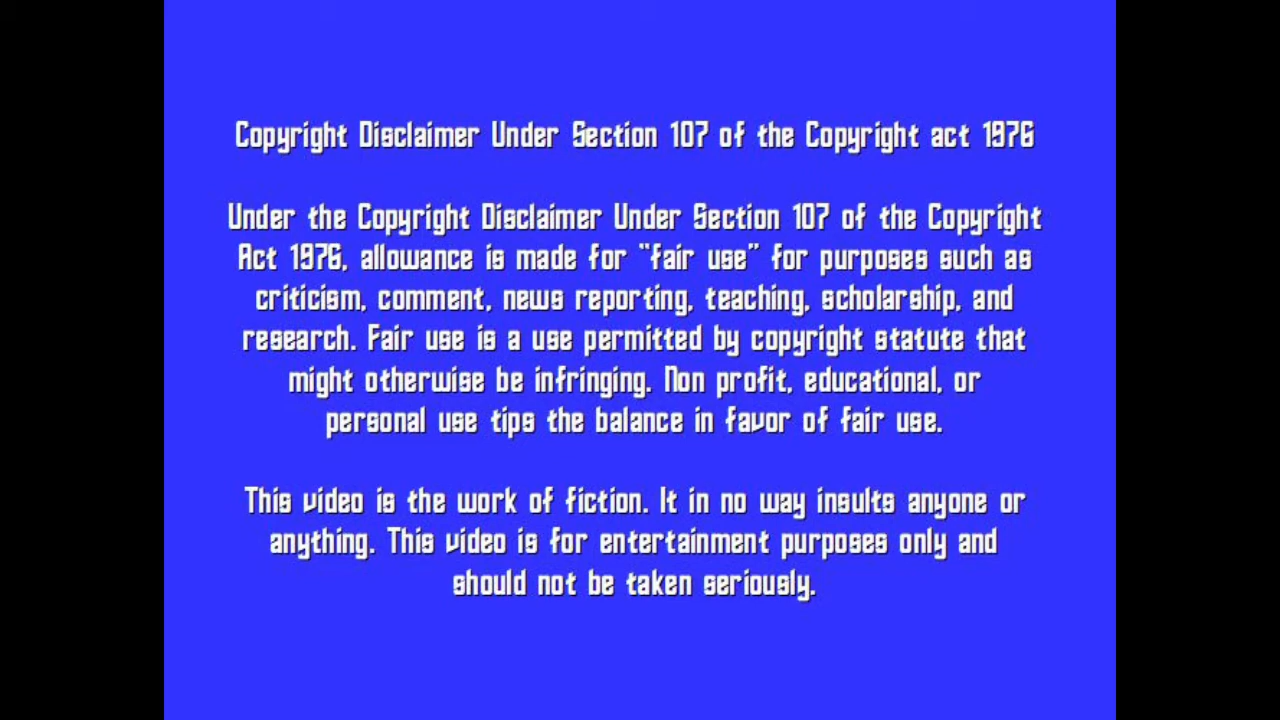 Copyright Disclaimer Under Section 107 of the Copyright act 1976
Under the Copyright Disclaimer Under Section 107 of the Copyright
Act 1976, allowance is made for "fair use" for purposes such as
criticism, comment, news reporting, teaching, scholarship, and
research. Fair use is a use permitted by copyright statute that
might otherwise be infringing. Non profit, educational, or
personal use tips the balance in favor of fair use.
This video is the work of fiction. It in no way insults anyone or
anything. This video is for entertainment purposes only and
should not be taken seriously.